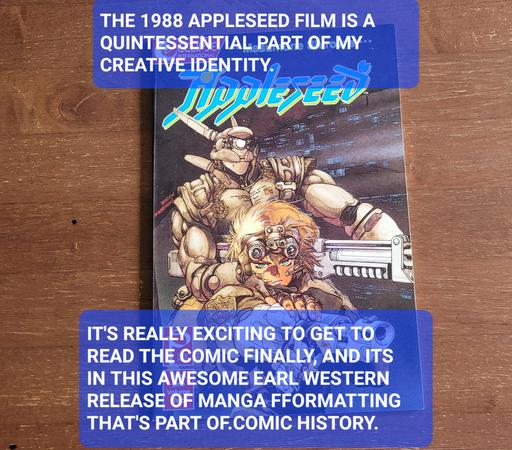 THE 1988 APPLESEED FILM IS A
QUINTESSENTIAL PART OF MY
CREATIVE IDENTITY.
Appleseed
IT'S REALLY EXCITING TO GET TO
READ THE COMIC FINALLY, AND ITS
IN THIS AWESOME EARL WESTERN
RELEASE OF MANGA FFORMATTING
THAT'S PART OF.COMIC HISTORY.